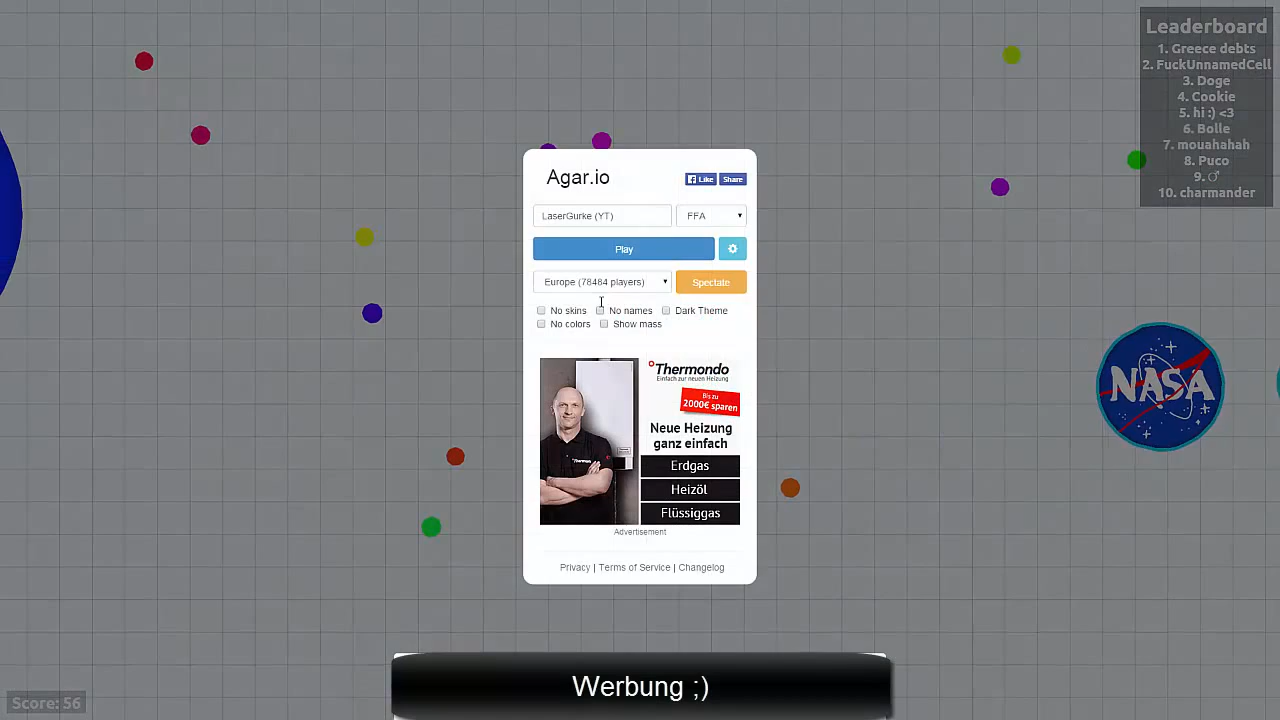 Leaderboard
1. Greece debts
2. FuckUnnamedCell
3. Doge
4. Cookie
5. hi :) <3
6. Bolle
7. mouahahah
8. Puco
9. ♂
10. charmander
Agar.io
Like Share
LaserGurke (YT) FFA
Play
Europe (78484 players) Spectate
No skins No names Dark Theme
No colors Show mass
Thermondo
Einfach zur neuen Heizung
Bis zu
2000€ sparen
Neue Heizung
ganz einfach
Erdgas
Heizöl
Flüssiggas
Advertisement
Privacy | Terms of Service | Changelog
NASA
Werbung ;)
Score: 56